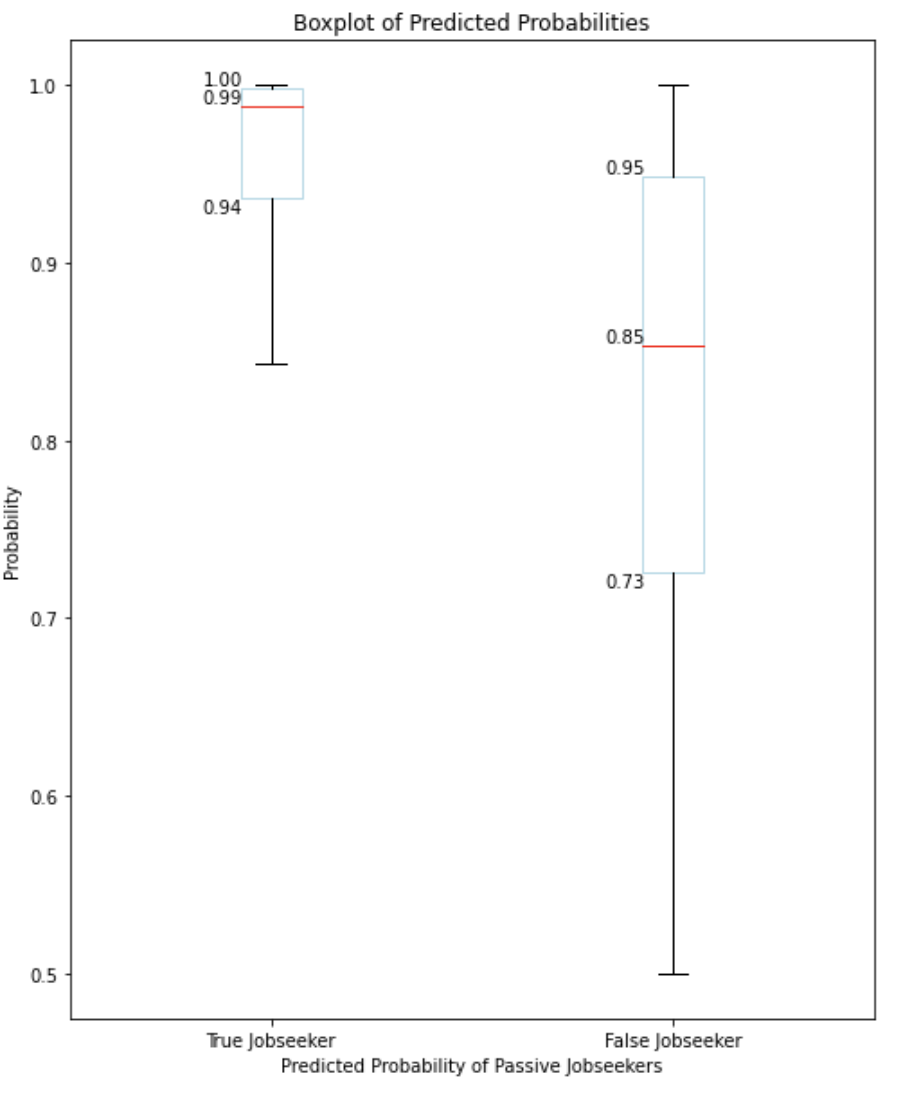 Boxplot of Predicted Probabilities
1.0
0.9
0.8
0.7
0.6
0.5
Probability
1.00
0.99
0.94
0.95
0.85
0.73
True Jobseeker
False Jobseeker
Predicted Probability of Passive Jobseekers